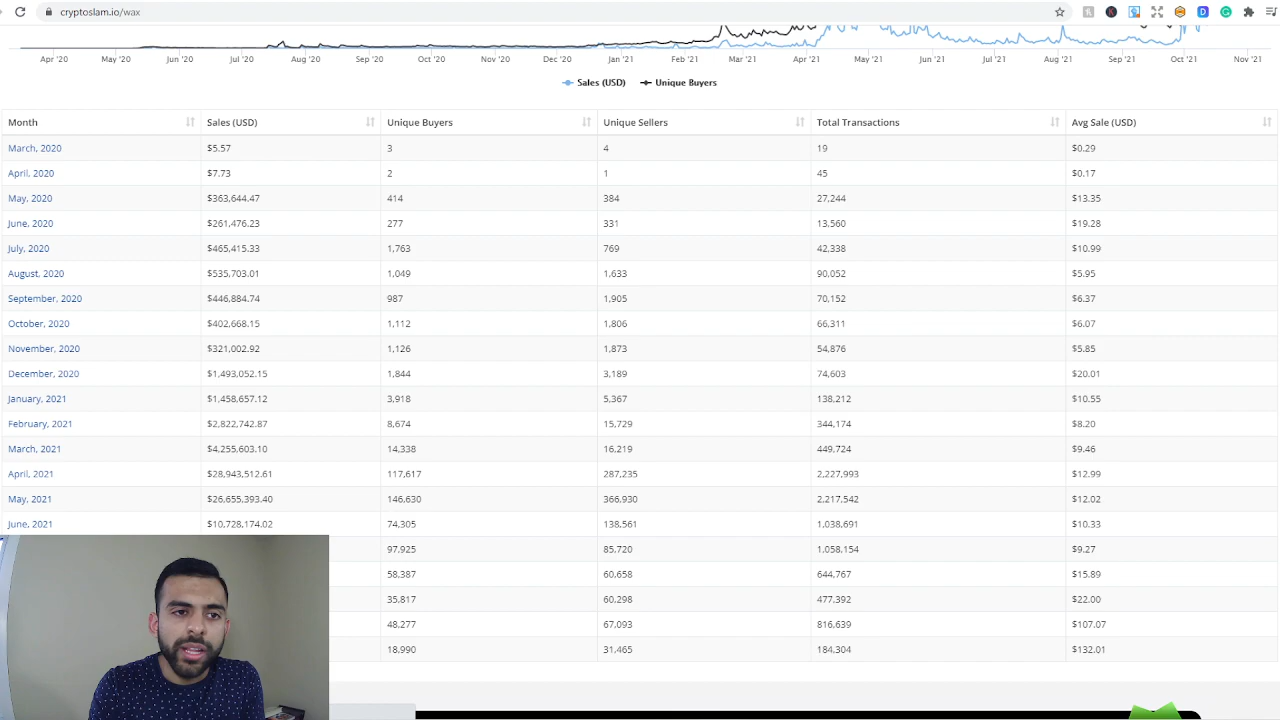 cryptoslam.io/wax
Apr '20 May '20 Jun '20 Jul '20 Aug '20 Sep '20 Oct '20 Nov '20 Dec '20 Jan '21 Feb '21 Mar '21 Apr '21 May '21 Jun '21 Jul '21 Aug '21 Sep '21 Oct '21 Nov '21
Sales (USD) Unique Buyers
Month Sales (USD) Unique Buyers Unique Sellers Total Transactions Avg Sale (USD)
March, 2020 $5.57 3 4 19 $0.29
April, 2020 $7.73 2 1 45 $0.17
May, 2020 $363,644.47 414 384 27,244 $13.35
June, 2020 $261,476.23 277 331 13,560 $19.28
July, 2020 $465,415.33 1,763 769 42,338 $10.99
August, 2020 $535,703.01 1,049 1,633 90,052 $5.95
September, 2020 $446,884.74 987 1,905 70,152 $6.37
October, 2020 $402,668.15 1,112 1,806 66,311 $6.07
November, 2020 $321,002.92 1,126 1,873 54,876 $5.85
December, 2020 $1,493,052.15 1,844 3,189 74,603 $20.01
January, 2021 $1,458,657.12 3,918 5,367 138,212 $10.55
February, 2021 $2,822,742.87 8,674 15,729 344,174 $8.20
March, 2021 $4,255,603.10 14,338 16,219 449,724 $9.46
April, 2021 $28,943,512.61 117,617 287,235 2,227,993 $12.99
May, 2021 $26,655,393.40 146,630 366,930 2,217,542 $12.02
June, 2021 $10,728,174.02 74,305 138,561 1,038,691 $10.33
97,925 85,720 1,058,154 $9.27
58,387 60,658 644,767 $15.89
35,817 60,298 477,392 $22.00
48,277 67,093 816,639 $107.07
18,990 31,465 184,304 $132.01